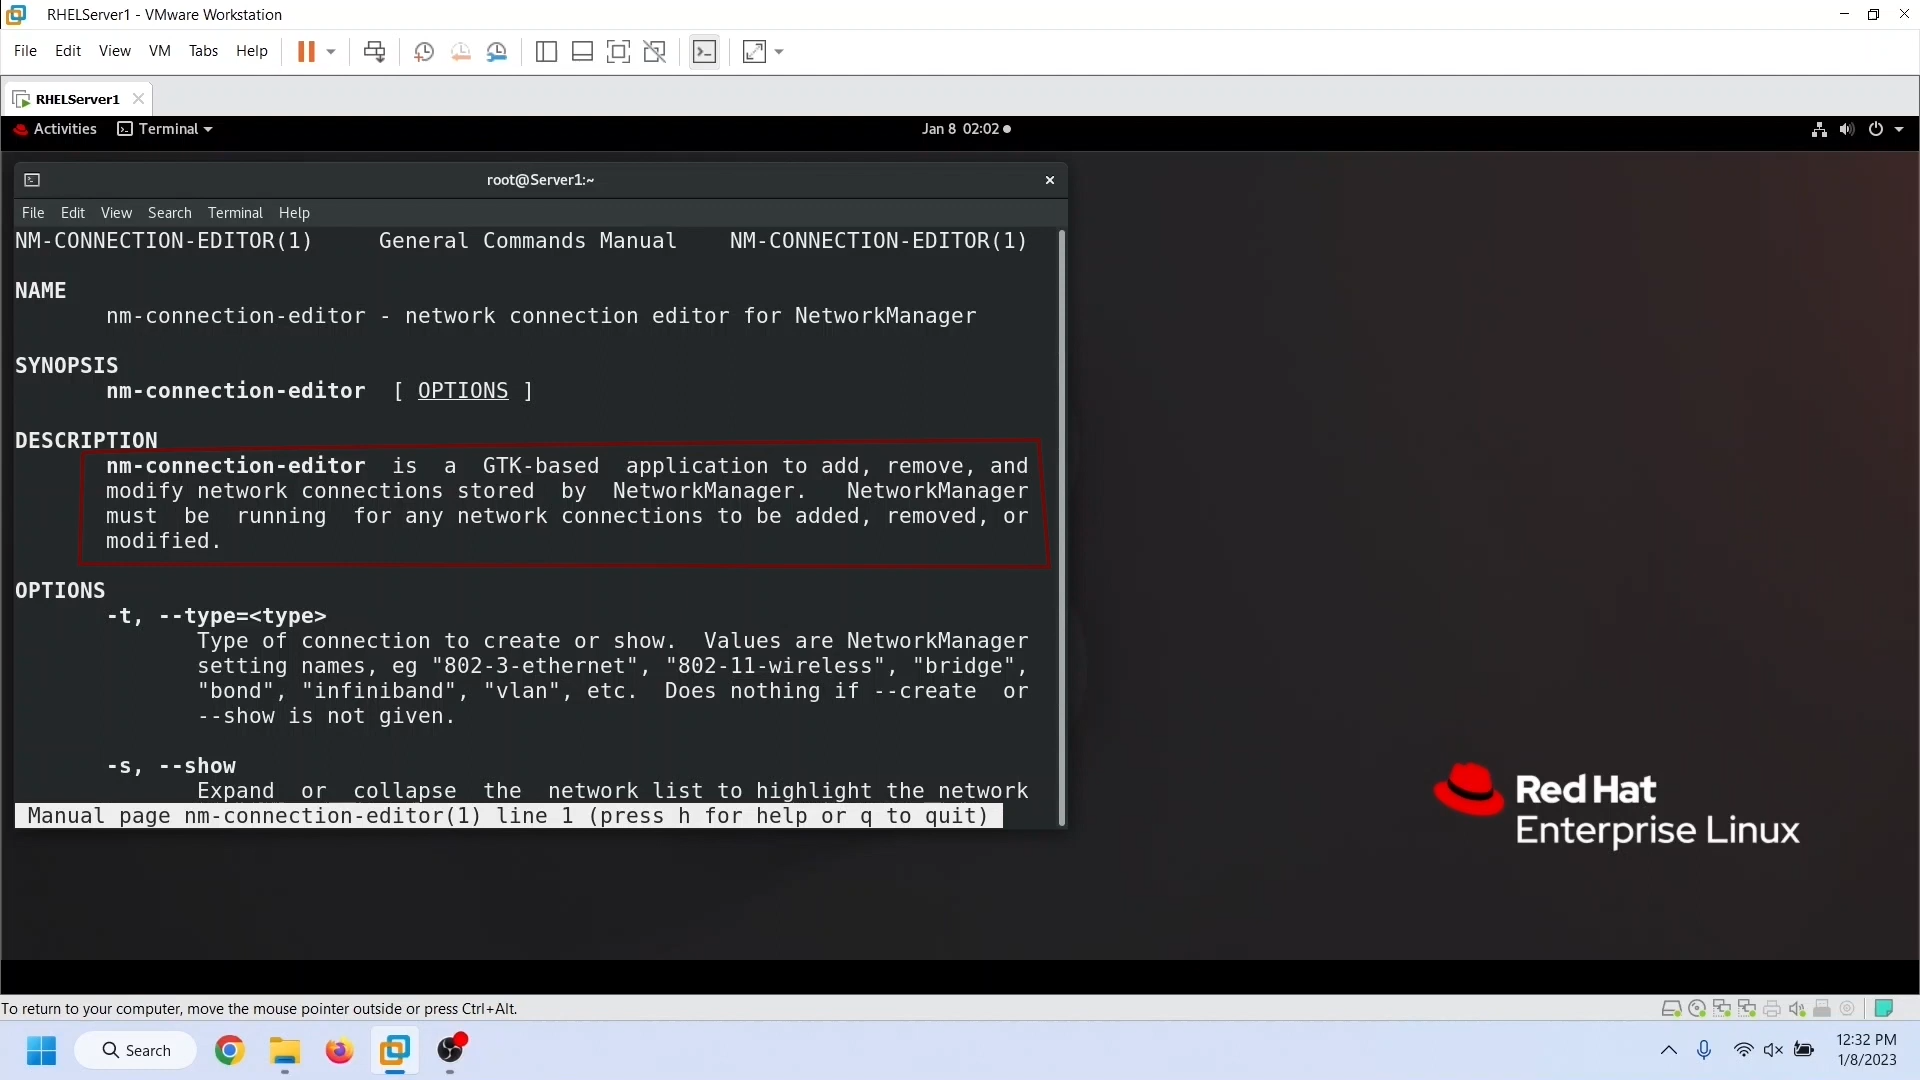 RHELServer1 - VMware Workstation
File Edit View VM Tabs Help
RHELServer1
Activities Terminal Jan 8 02:02
root@Server1:~
File Edit View Search Terminal Help
NM-CONNECTION-EDITOR(1) General Commands Manual NM-CONNECTION-EDITOR(1)
NAME
nm-connection-editor - network connection editor for NetworkManager
SYNOPSIS
nm-connection-editor [ OPTIONS ]
DESCRIPTION
nm-connection-editor is a GTK-based application to add, remove, and
modify network connections stored by NetworkManager. NetworkManager
must be running for any network connections to be added, removed, or
modified.
OPTIONS
-t, --type=<type>
Type of connection to create or show. Values are NetworkManager
setting names, eg "802-3-ethernet", "802-11-wireless", "bridge",
"bond", "infiniband", "vlan", etc. Does nothing if --create or
--show is not given.
-s, --show
Expand or collapse the network list to highlight the network
Manual page nm-connection-editor(1) line 1 (press h for help or q to quit)
Red Hat
Enterprise Linux
To return to your computer, move the mouse pointer outside or press Ctrl+Alt.
Search
12:32 PM
1/8/2023